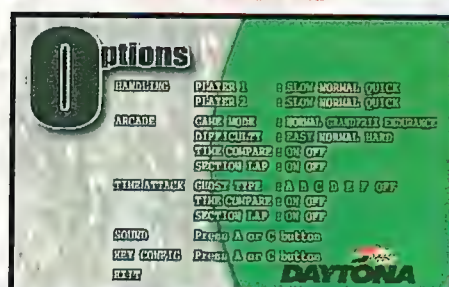 Options
HANDLING PLAYER 1 : SLOW NORMAL QUICK
PLAYER 2 : SLOW NORMAL QUICK
ARCADE GAME MODE : NORMAL GRANDPRIX ENDURANCE
DIFFICULTY : EASY NORMAL HARD
TIME COMPARE : ON OFF
SECTION LAP : ON OFF
TIME ATTACK GHOST TYPE : A B C D E F OFF
TIME COMPARE : ON OFF
SECTION LAP : ON OFF
SOUND Press A or C button
KEY CONFIG Press A or C button
EXIT
DAYTONA